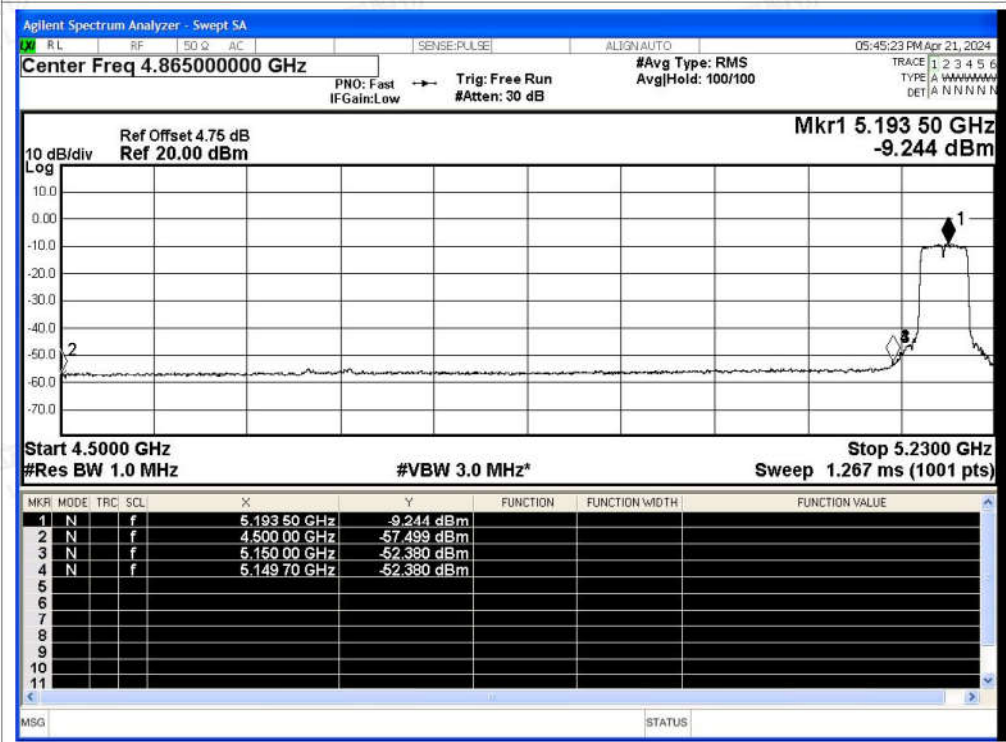 Agilent Spectrum Analyzer - Swept SA
LXI RL RF 50 Ω AC SENSE:PULSE ALIGNAUTO 05:45:23 PM Apr 21, 2024
Center Freq 4.865000000 GHz #Avg Type: RMS TRACE 1 2 3 4 5 6
PNO: Fast Trig: Free Run Avg|Hold: 100/100 TYPE A WWWWW
IFGain:Low #Atten: 30 dB DET A N N N N N
Mkr1 5.193 50 GHz
Ref Offset 4.75 dB
10 dB/div Ref 20.00 dBm -9.244 dBm
Log
10.0
0.00
1
-10.0
-20.0
-30.0
-40.0
-50.0 2
-60.0
-70.0
Start 4.5000 GHz Stop 5.2300 GHz
#Res BW 1.0 MHz #VBW 3.0 MHz* Sweep 1.267 ms (1001 pts)
MKR MODE TRC SCL X Y FUNCTION FUNCTION WIDTH FUNCTION VALUE
1 N f 5.193 50 GHz -9.244 dBm
2 N f 4.500 00 GHz -57.499 dBm
3 N f 5.150 00 GHz -52.380 dBm
4 N f 5.149 70 GHz -52.380 dBm
5
6
7
8
9
10
11
MSG STATUS